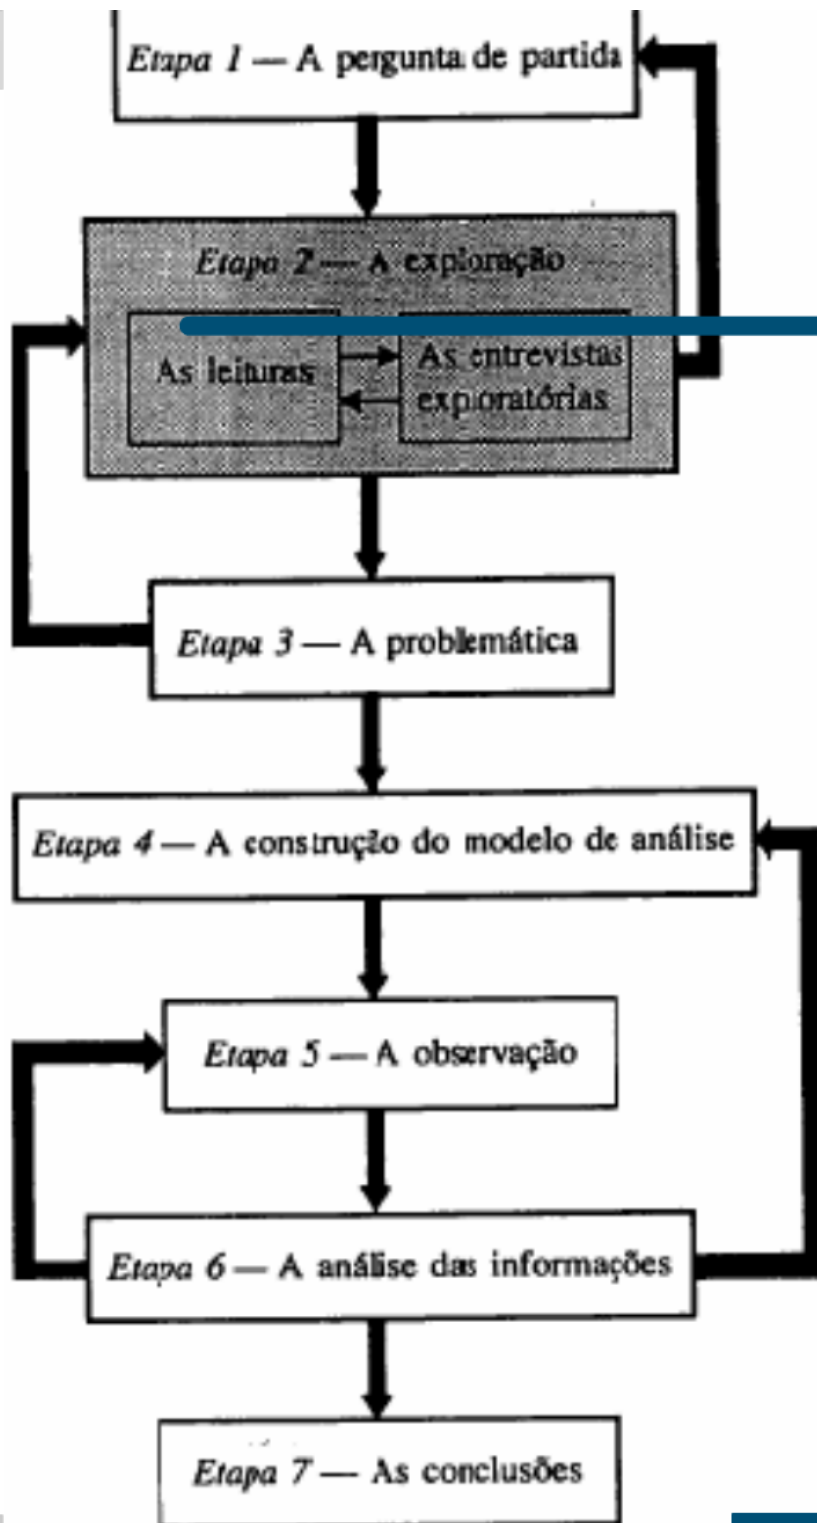 Etapa 1 — A pergunta de partida
Etapa 2 — A exploração
As leituras
As entrevistas
exploratórias
Etapa 3 — A problemática
Etapa 4 — A construção do modelo de análise
Etapa 5 — A observação
Etapa 6 — A análise das informações
Etapa 7 — As conclusões